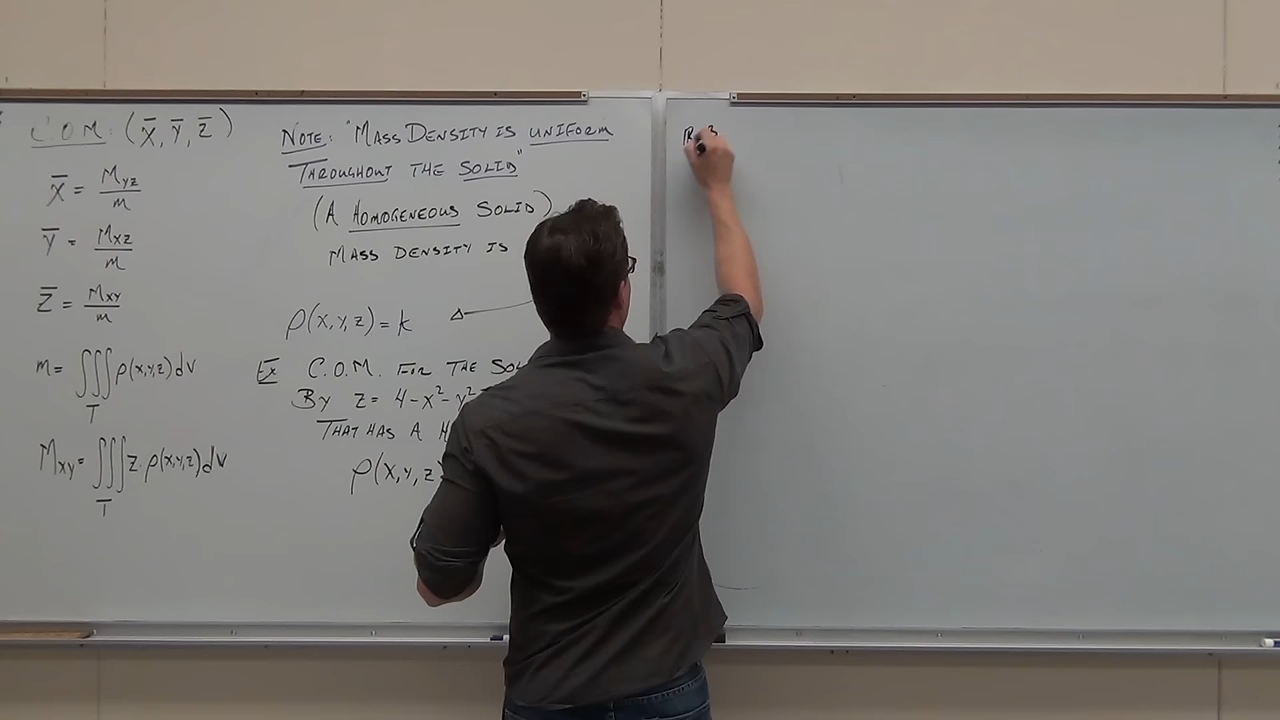 C.O.M: (x̄, ȳ, z̄)
x̄ = Myz/m
ȳ = Mxz/m
z̄ = Mxy/m
m = ∭T ρ(x,y,z) dV
Mxy = ∭T z·ρ(x,y,z) dV
NOTE: "MASS DENSITY IS UNIFORM
THROUGHOUT THE SOLID"
(A HOMOGENEOUS SOLID)
MASS DENSITY IS
ρ(x,y,z) = k
EX C.O.M. FOR THE
BY z = 4 - x² - y²
THAT HAS A
ρ(x,y,z)